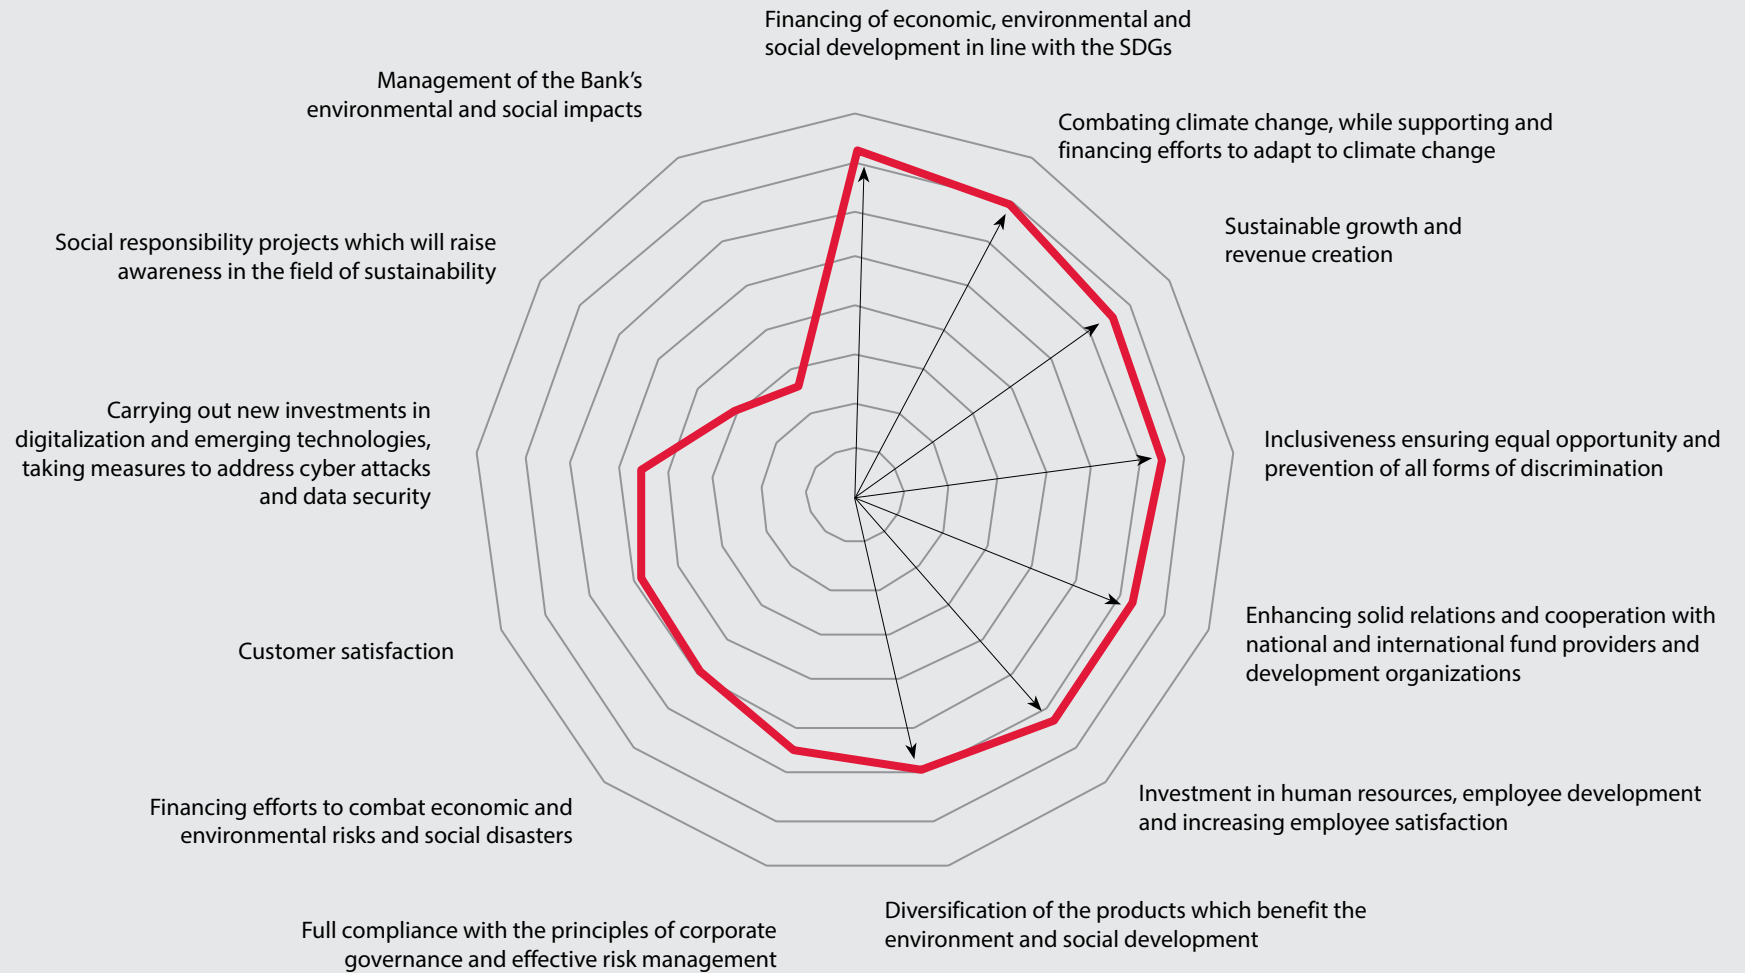 Financing of economic, environmental and
social development in line with the SDGs
Combating climate change, while supporting and
financing efforts to adapt to climate change
Sustainable growth and
revenue creation
Inclusiveness ensuring equal opportunity and
prevention of all forms of discrimination
Enhancing solid relations and cooperation with
national and international fund providers and
development organizations
Investment in human resources, employee development
and increasing employee satisfaction
Diversification of the products which benefit the
environment and social development
Full compliance with the principles of corporate
governance and effective risk management
Financing efforts to combat economic and
environmental risks and social disasters
Customer satisfaction
Carrying out new investments in
digitalization and emerging technologies,
taking measures to address cyber attacks
and data security
Social responsibility projects which will raise
awareness in the field of sustainability
Management of the Bank’s
environmental and social impacts